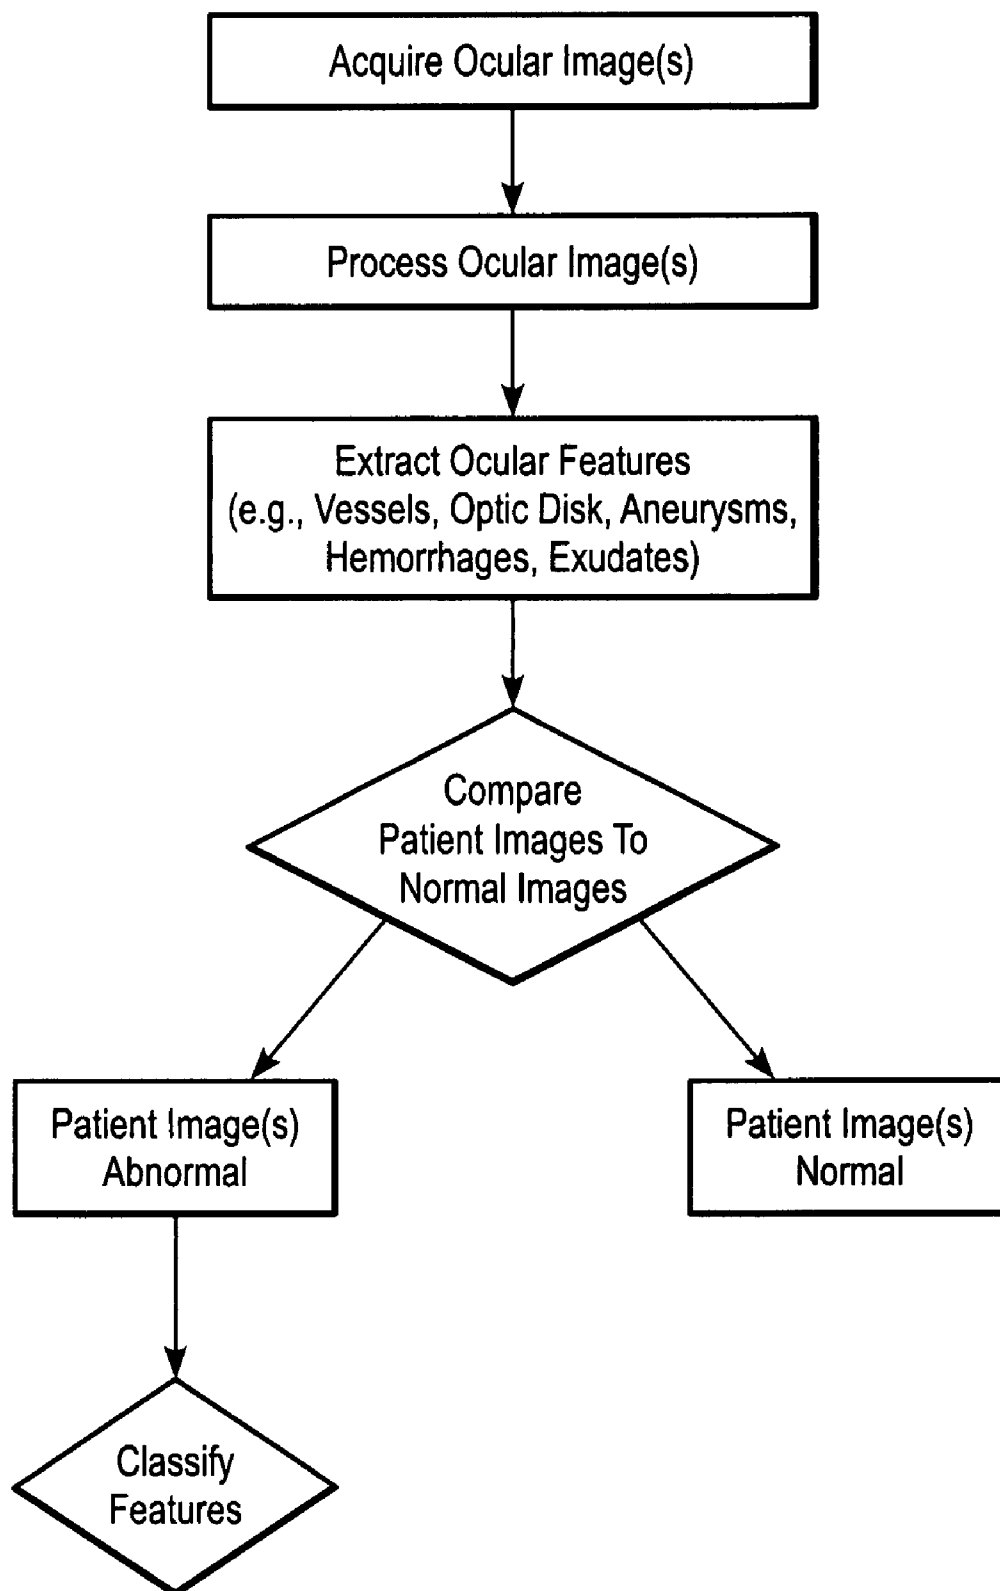 Acquire Ocular Image(s)
Process Ocular Image(s)
Extract Ocular Features
(e.g., Vessels, Optic Disk, Aneurysms,
Hemorrhages, Exudates)
Compare
Patient Images To
Normal Images
Patient Image(s)
Abnormal
Patient Image(s)
Normal
Classify
Features